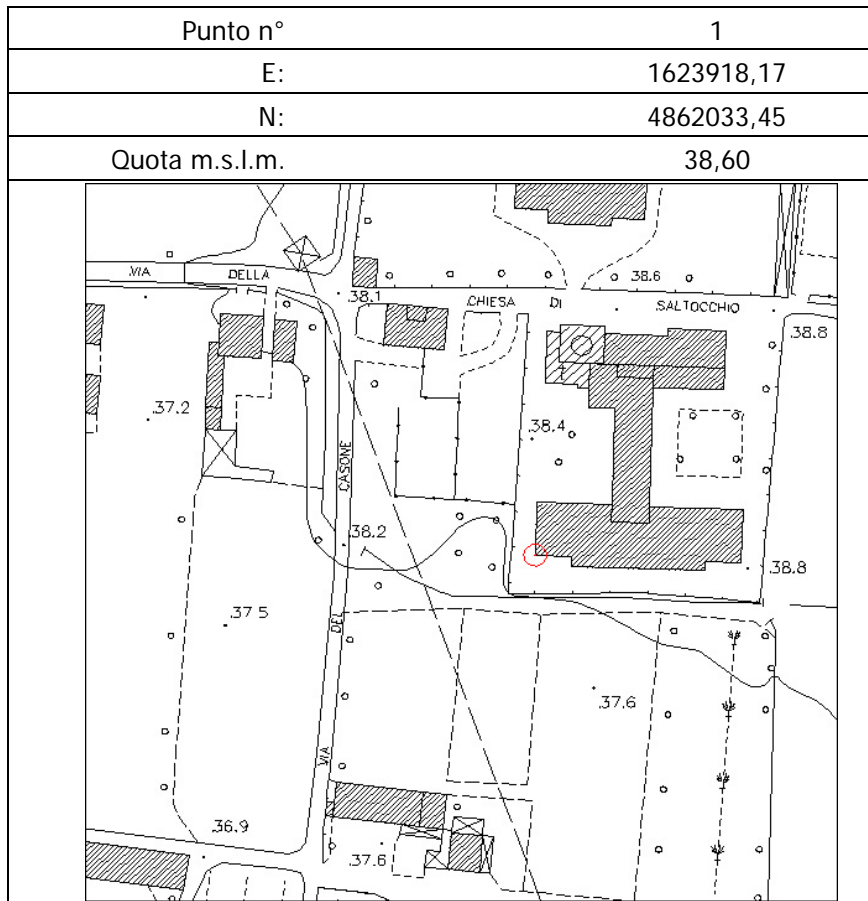 Punto n° 1
E: 1623918,17
N: 4862033,45
Quota m.s.l.m. 38,60
38.6
VIA DELLA CHIESA DI SALTOCCHIO
38.1
38.8
37.2
38.4
VIA DEL CASONE
38.2
38.8
37 5
37.6
36.9
37.6